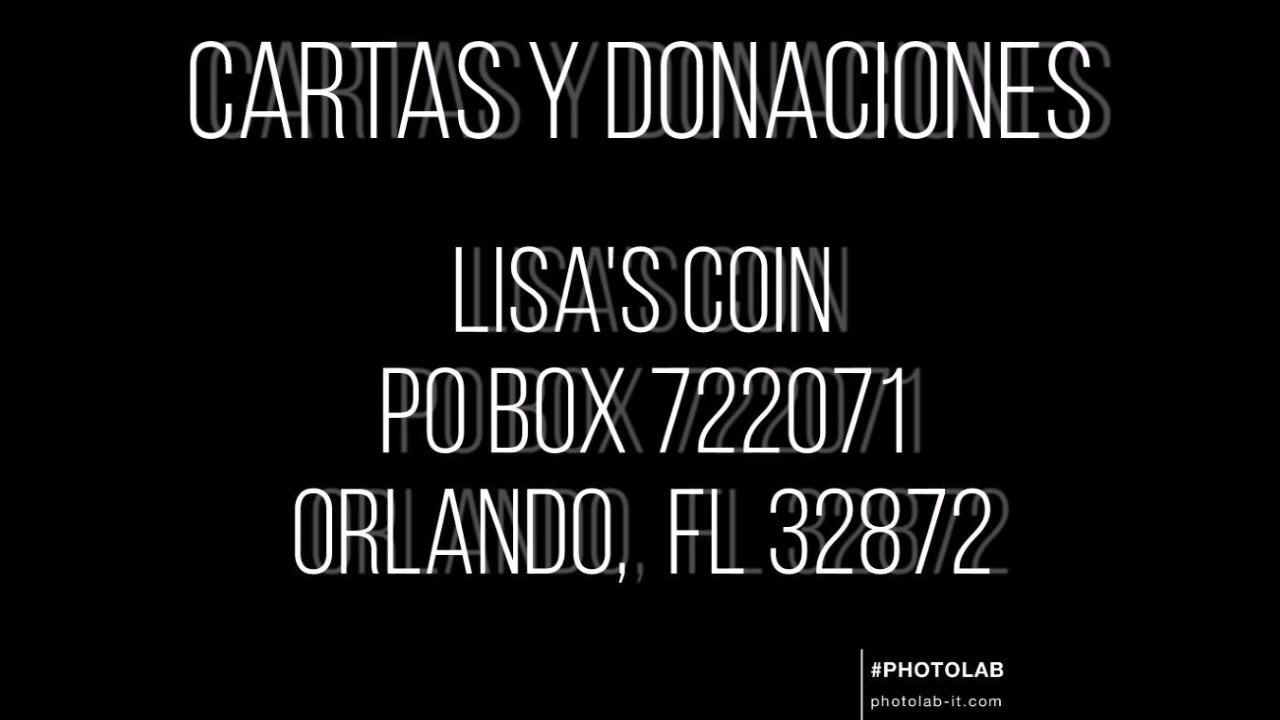 CARTAS Y DONACIONES
LISA'S COIN
PO BOX 722071
ORLANDO, FL 32872
#PHOTOLAB
photolab-it.com